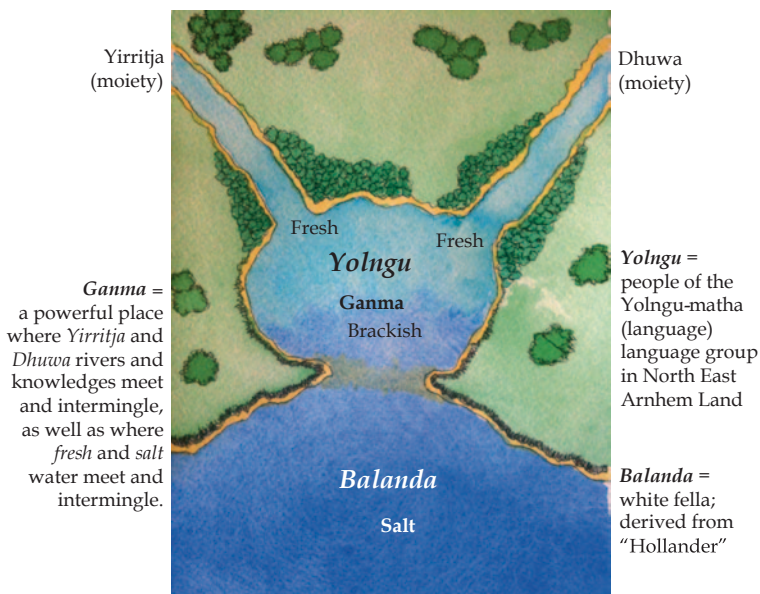 Yirritja
(moiety)
Dhuwa
(moiety)
Fresh
Fresh
Yolngu
Ganma
Brackish
Ganma =
a powerful place
where Yirritja and
Dhuwa rivers and
knowledges meet
and intermingle,
as well as where
fresh and salt
water meet and
intermingle.
Yolngu =
people of the
Yolngu-matha
(language)
language group
in North East
Arnhem Land
Balanda
Salt
Balanda =
white fella;
derived from
“Hollander”